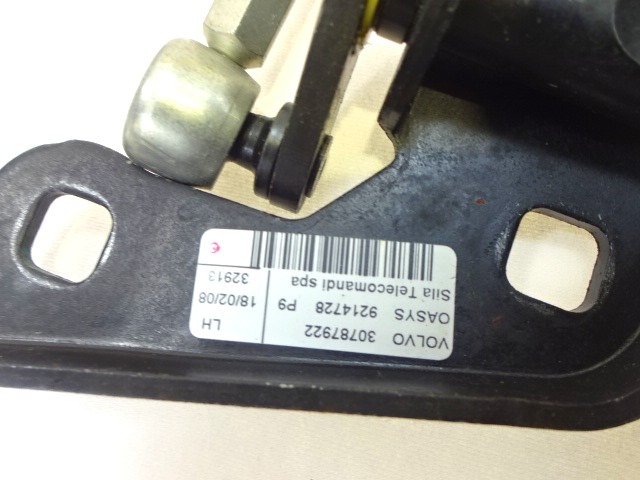 VOLVO 30787922 LH
OASYS 9214728 P9 18/02/08
Sila Telecomandi spa 32913